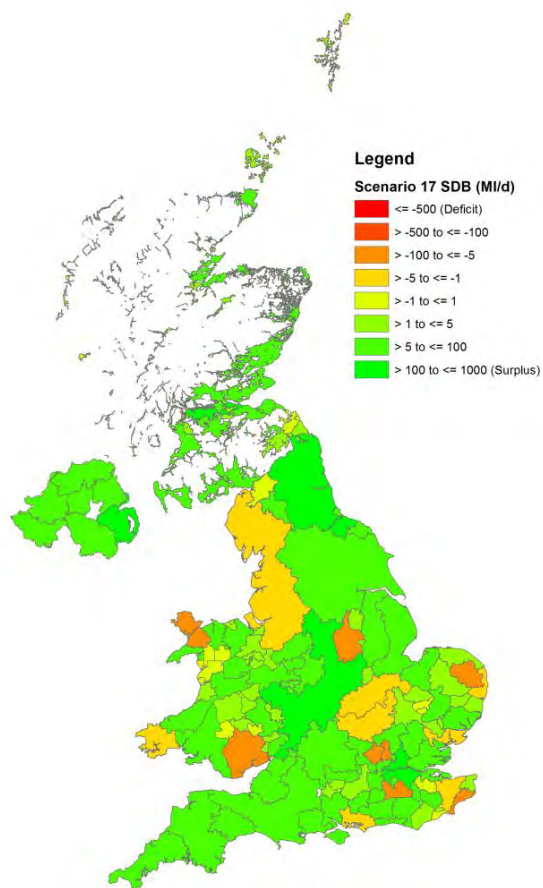 Legend
Scenario 17 SDB (Ml/d)
<= -500 (Deficit)
> -500 to <= -100
> -100 to <= -5
> -5 to <= -1
> -1 to <= 1
> 1 to <= 5
> 5 to <= 100
> 100 to <= 1000 (Surplus)